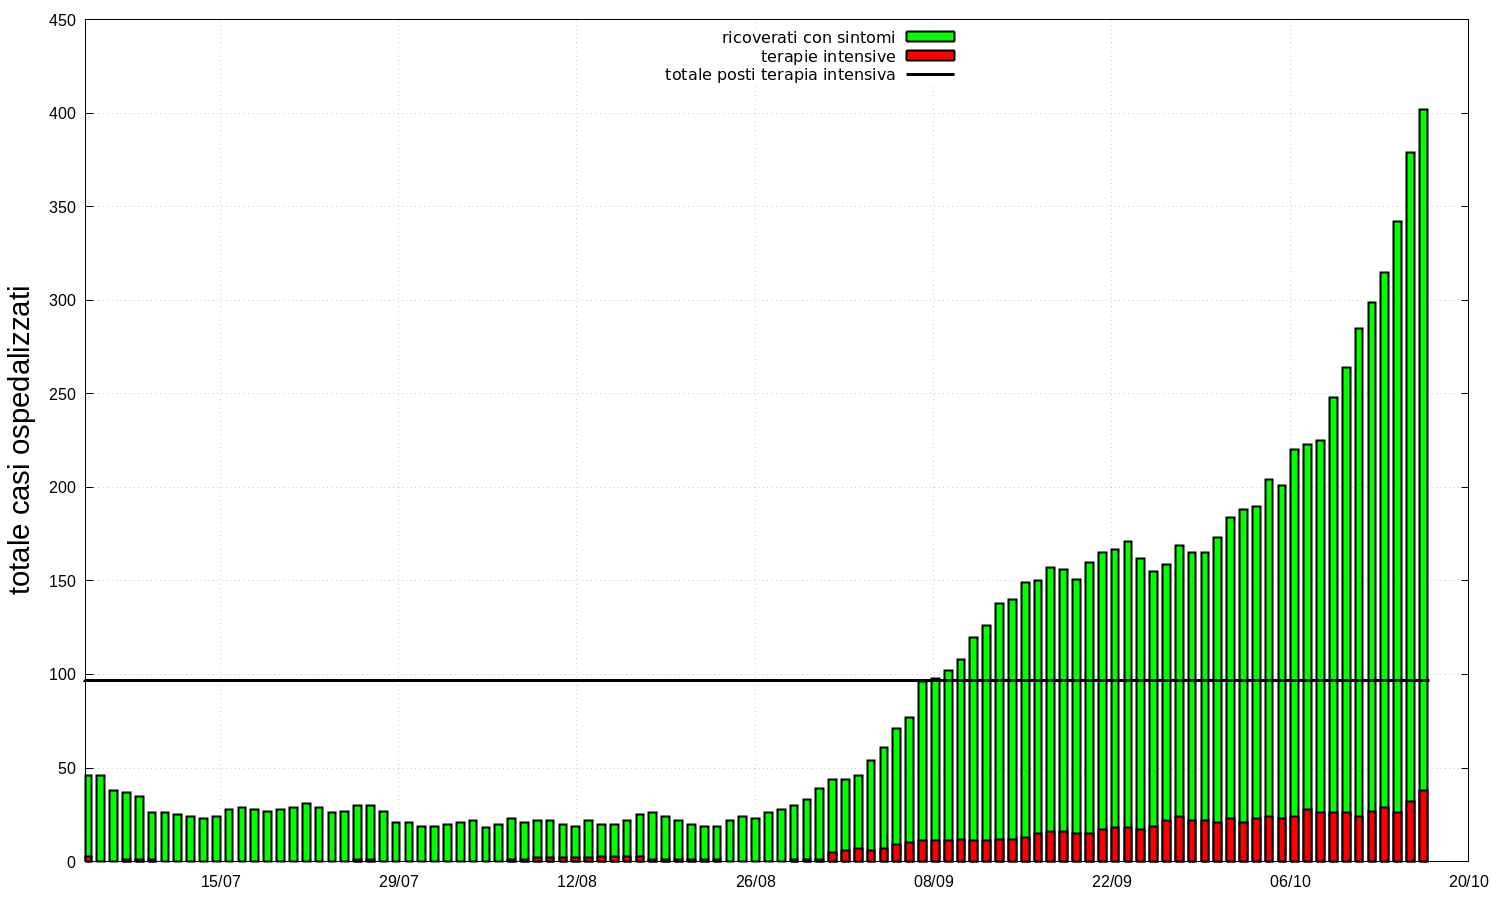 450
400
350
300
250
200
150
100
50
0
totale casi ospedalizzati
ricoverati con sintomi
terapie intensive
totale posti terapia intensiva
15/07 29/07 12/08 26/08 08/09 22/09 06/10 20/10